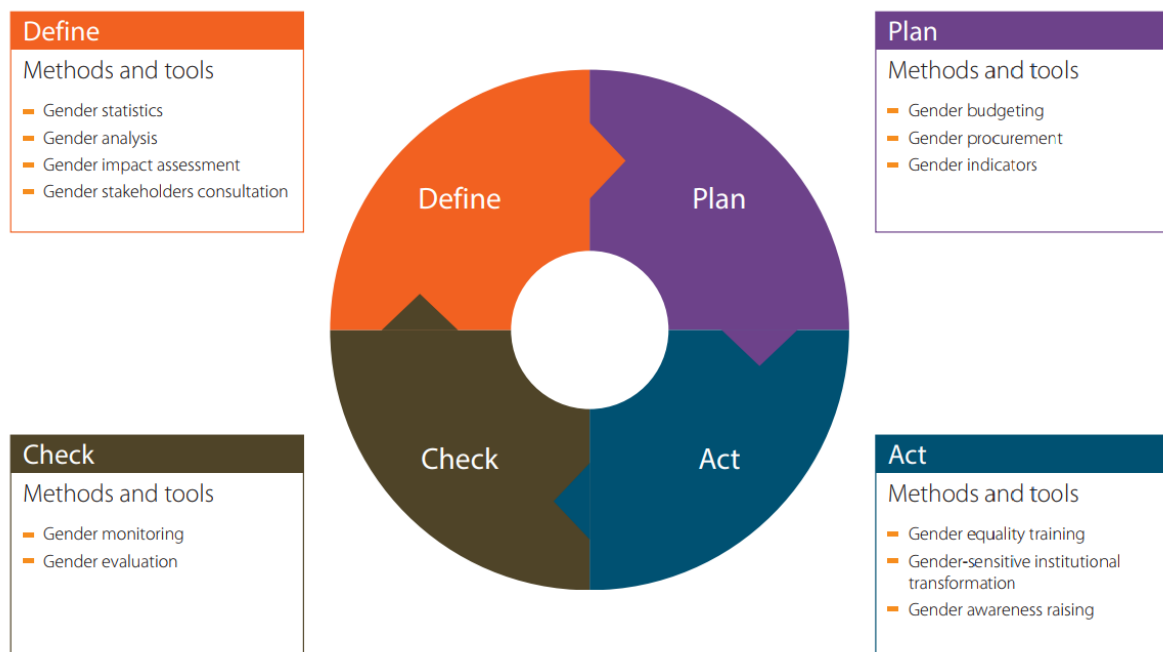 Define
Methods and tools
Gender statistics
Gender analysis
Gender impact assessment
Gender stakeholders consultation
Plan
Methods and tools
Gender budgeting
Gender procurement
Gender indicators
Define
Plan
Check
Act
Check
Methods and tools
Gender monitoring
Gender evaluation
Act
Methods and tools
Gender equality training
Gender-sensitive institutional
transformation
Gender awareness raising